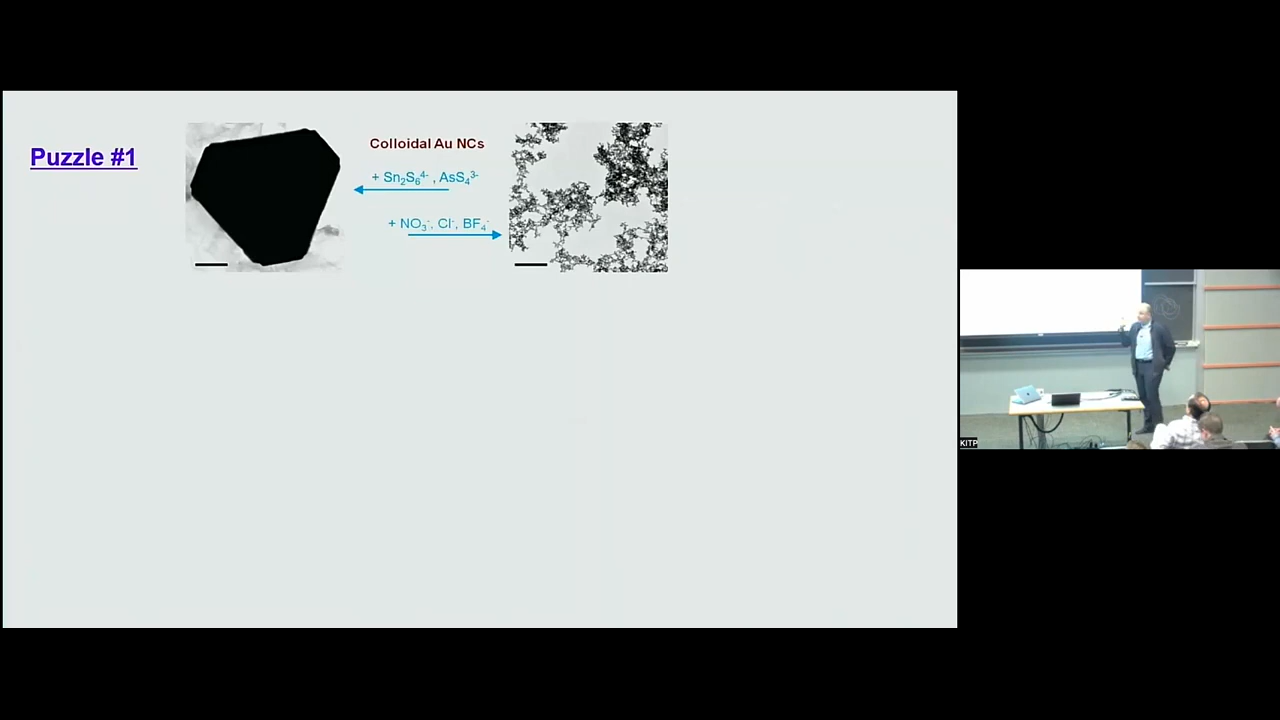 Puzzle #1
Colloidal Au NCs
+ Sn₂S₆⁴⁻ , AsS₄³⁻
+ NO₃⁻, Cl⁻, BF₄⁻
KITP